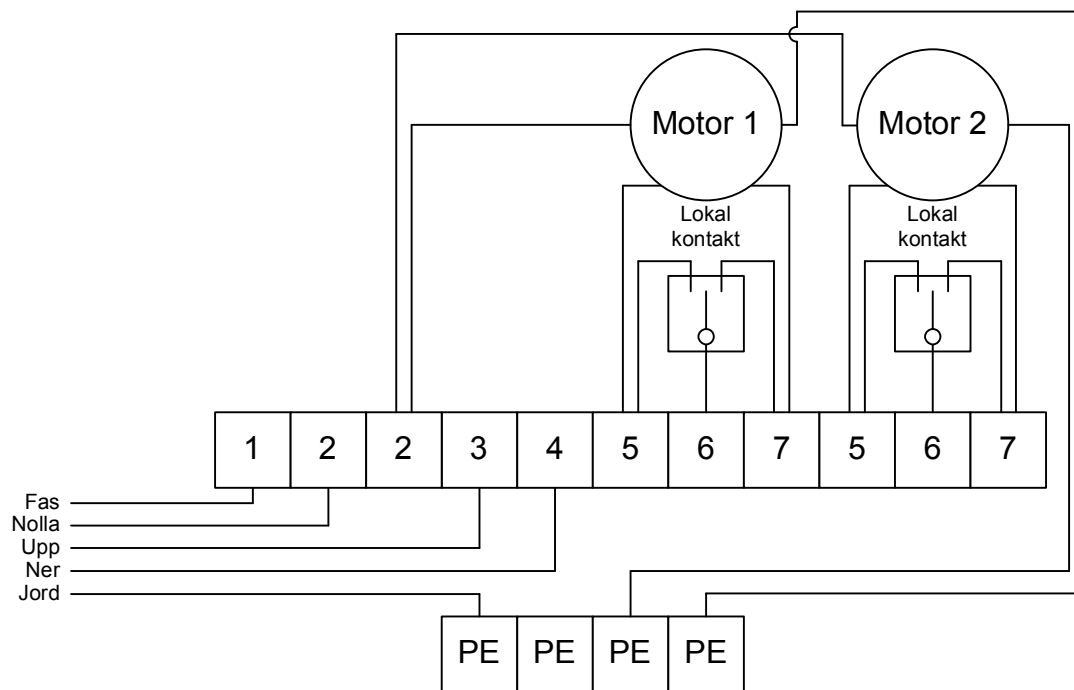 Motor 1
Motor 2
Lokal
kontakt
Lokal
kontakt
1 2 2 3 4 5 6 7 5 6 7
Fas
Nolla
Upp
Ner
Jord
PE PE PE PE